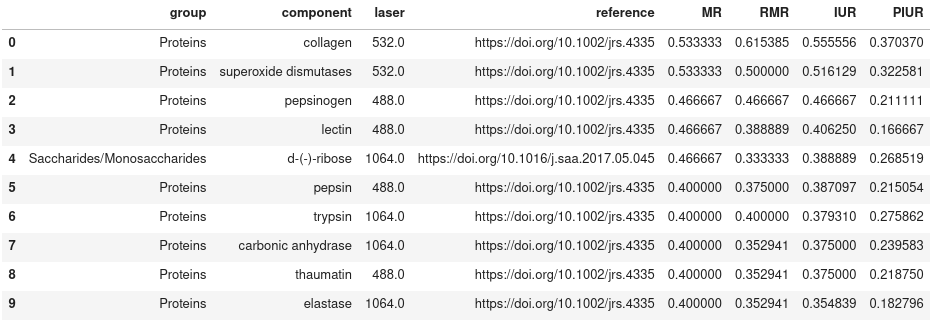 group component laser reference MR RMR IUR PIUR
0 Proteins collagen 532.0 https://doi.org/10.1002/jrs.4335 0.533333 0.615385 0.555556 0.370370
1 Proteins superoxide dismutases 532.0 https://doi.org/10.1002/jrs.4335 0.533333 0.500000 0.516129 0.322581
2 Proteins pepsinogen 488.0 https://doi.org/10.1002/jrs.4335 0.466667 0.466667 0.466667 0.211111
3 Proteins lectin 488.0 https://doi.org/10.1002/jrs.4335 0.466667 0.388889 0.406250 0.166667
4 Saccharides/Monosaccharides d-(-)-ribose 1064.0 https://doi.org/10.1016/j.saa.2017.05.045 0.466667 0.333333 0.388889 0.268519
5 Proteins pepsin 488.0 https://doi.org/10.1002/jrs.4335 0.400000 0.375000 0.387097 0.215054
6 Proteins trypsin 1064.0 https://doi.org/10.1002/jrs.4335 0.400000 0.400000 0.379310 0.275862
7 Proteins carbonic anhydrase 1064.0 https://doi.org/10.1002/jrs.4335 0.400000 0.352941 0.375000 0.239583
8 Proteins thaumatin 488.0 https://doi.org/10.1002/jrs.4335 0.400000 0.352941 0.375000 0.218750
9 Proteins elastase 1064.0 https://doi.org/10.1002/jrs.4335 0.400000 0.352941 0.354839 0.182796